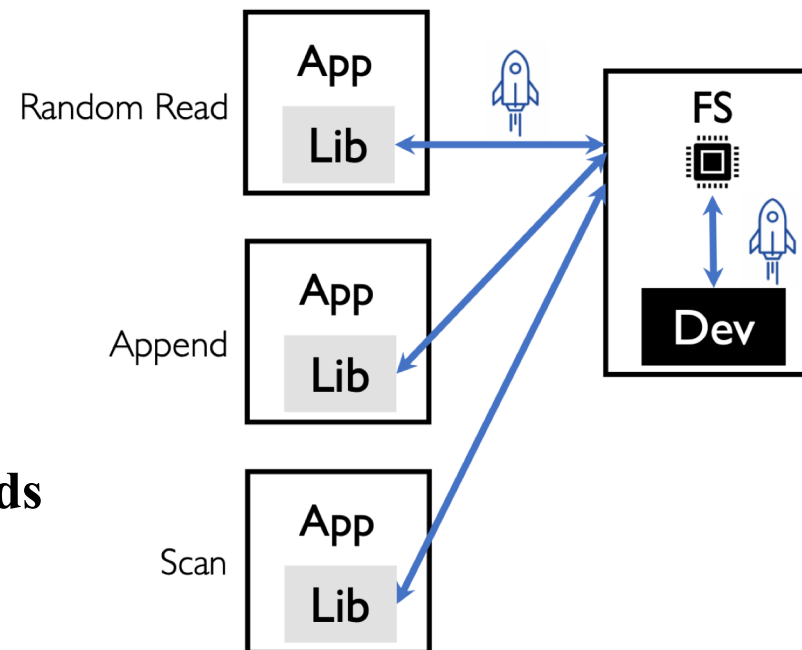 App
Random Read
Lib
FS
App
Append
Lib
Dev
ds
App
Scan
Lib